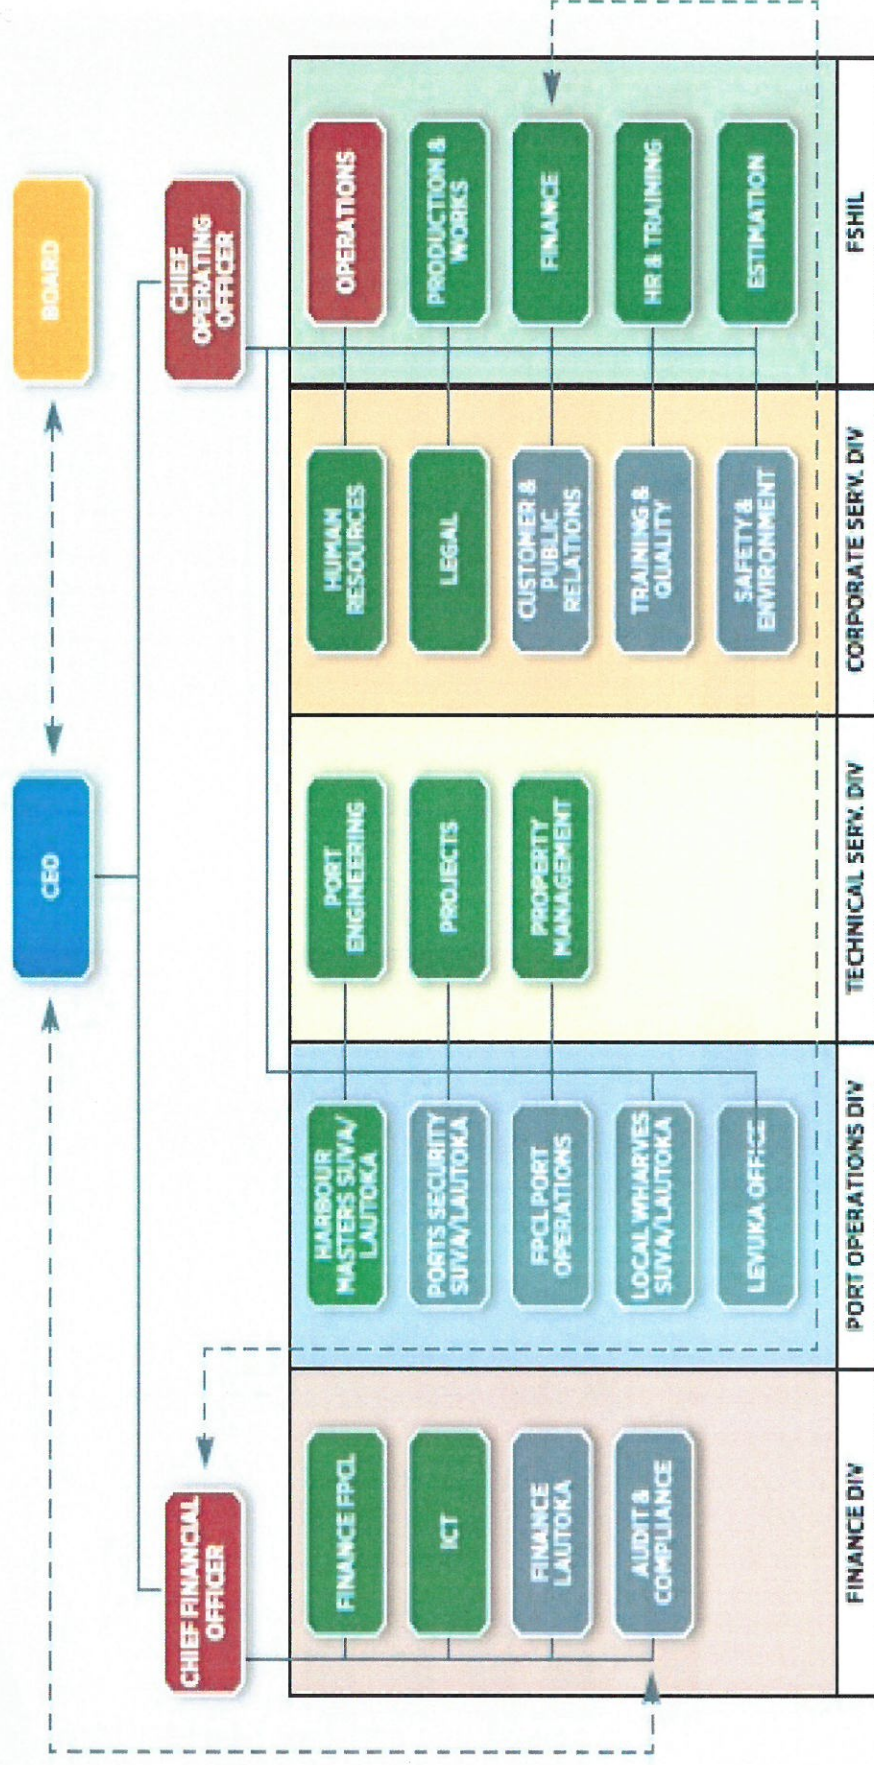 BOARD
CEO
CHIEF FINANCIAL
OFFICER
CHIEF
OPERATING
OFFICER
FINANCE FPCL
ICT
FINANCE
LAUTOKA
AUDIT &
COMPLIANCE
FINANCE DIV
HARBOUR
MASTERS SUVA/
LAUTOKA
PORTS SECURITY
SUVA/LAUTOKA
FPCL PORT
OPERATIONS
LOCAL WHARVES
SUVA/LAUTOKA
LEVUKA OFFICE
PORT OPERATIONS DIV
PORT
ENGINEERING
PROJECTS
PROPERTY
MANAGEMENT
TECHNICAL SERV. DIV
HUMAN
RESOURCES
LEGAL
CUSTOMER &
PUBLIC
RELATIONS
TRAINING &
QUALITY
SAFETY &
ENVIRONMENT
CORPORATE SERV. DIV
OPERATIONS
PRODUCTION &
WORKS
FINANCE
HR & TRAINING
ESTIMATION
FSHIL